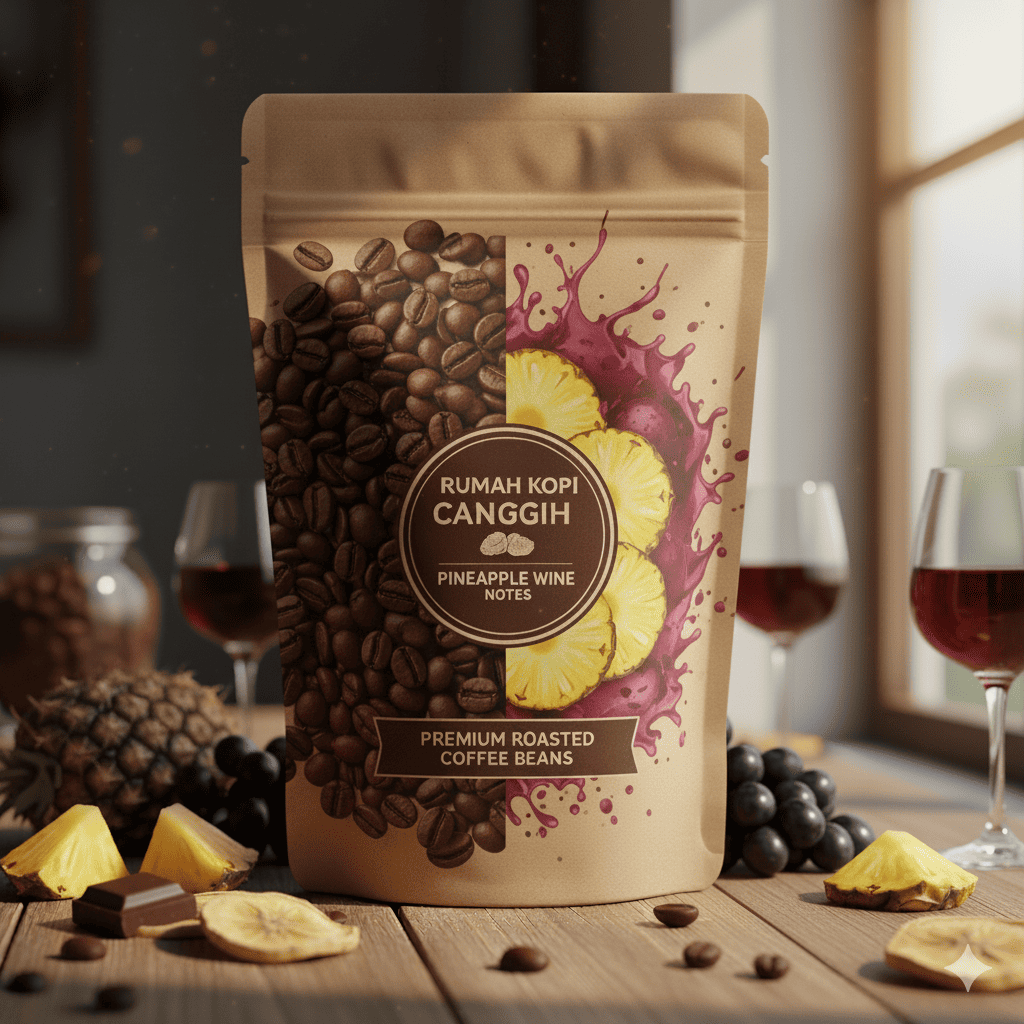 RUMAH KOPI
CANGGIH
PINEAPPLE WINE
NOTES
PREMIUM ROASTED
COFFEE BEANS